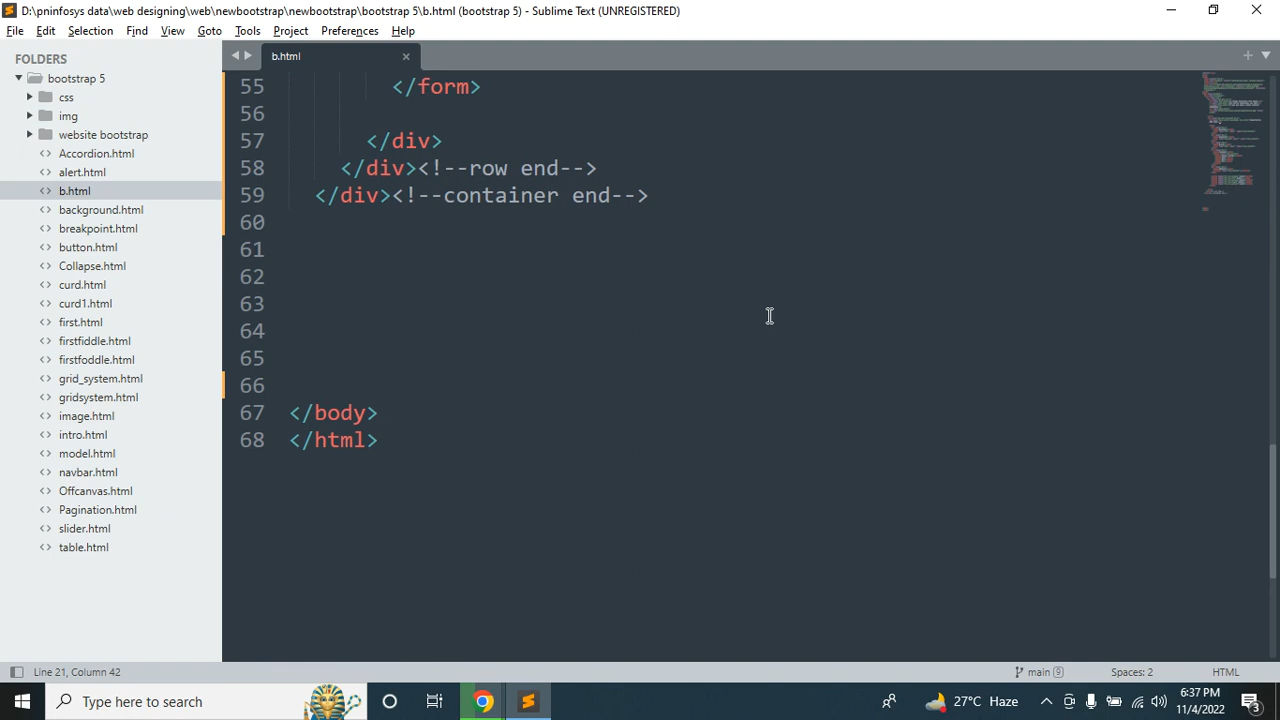 D:\pninfosys data\web designing\web\newbootstrap\newbootstrap\bootstrap 5\b.html (bootstrap 5) - Sublime Text (UNREGISTERED)
File Edit Selection Find View Goto Tools Project Preferences Help
FOLDERS
bootstrap 5
css
img
website bootstrap
Accordion.html
alert.html
b.html
background.html
breakpoint.html
button.html
Collapse.html
curd.html
curd1.html
first.html
firstfiddle.html
firstfoddle.html
grid_system.html
gridsystem.html
image.html
intro.html
model.html
navbar.html
Offcanvas.html
Pagination.html
slider.html
table.html
b.html
55 </form>
56
57 </div>
58 </div><!--row end-->
59 </div><!--container end-->
60
61
62
63
64
65
66
67 </body>
68 </html>
Line 21, Column 42
main 9
Spaces: 2
HTML
Type here to search
27°C Haze
6:37 PM
11/4/2022
3